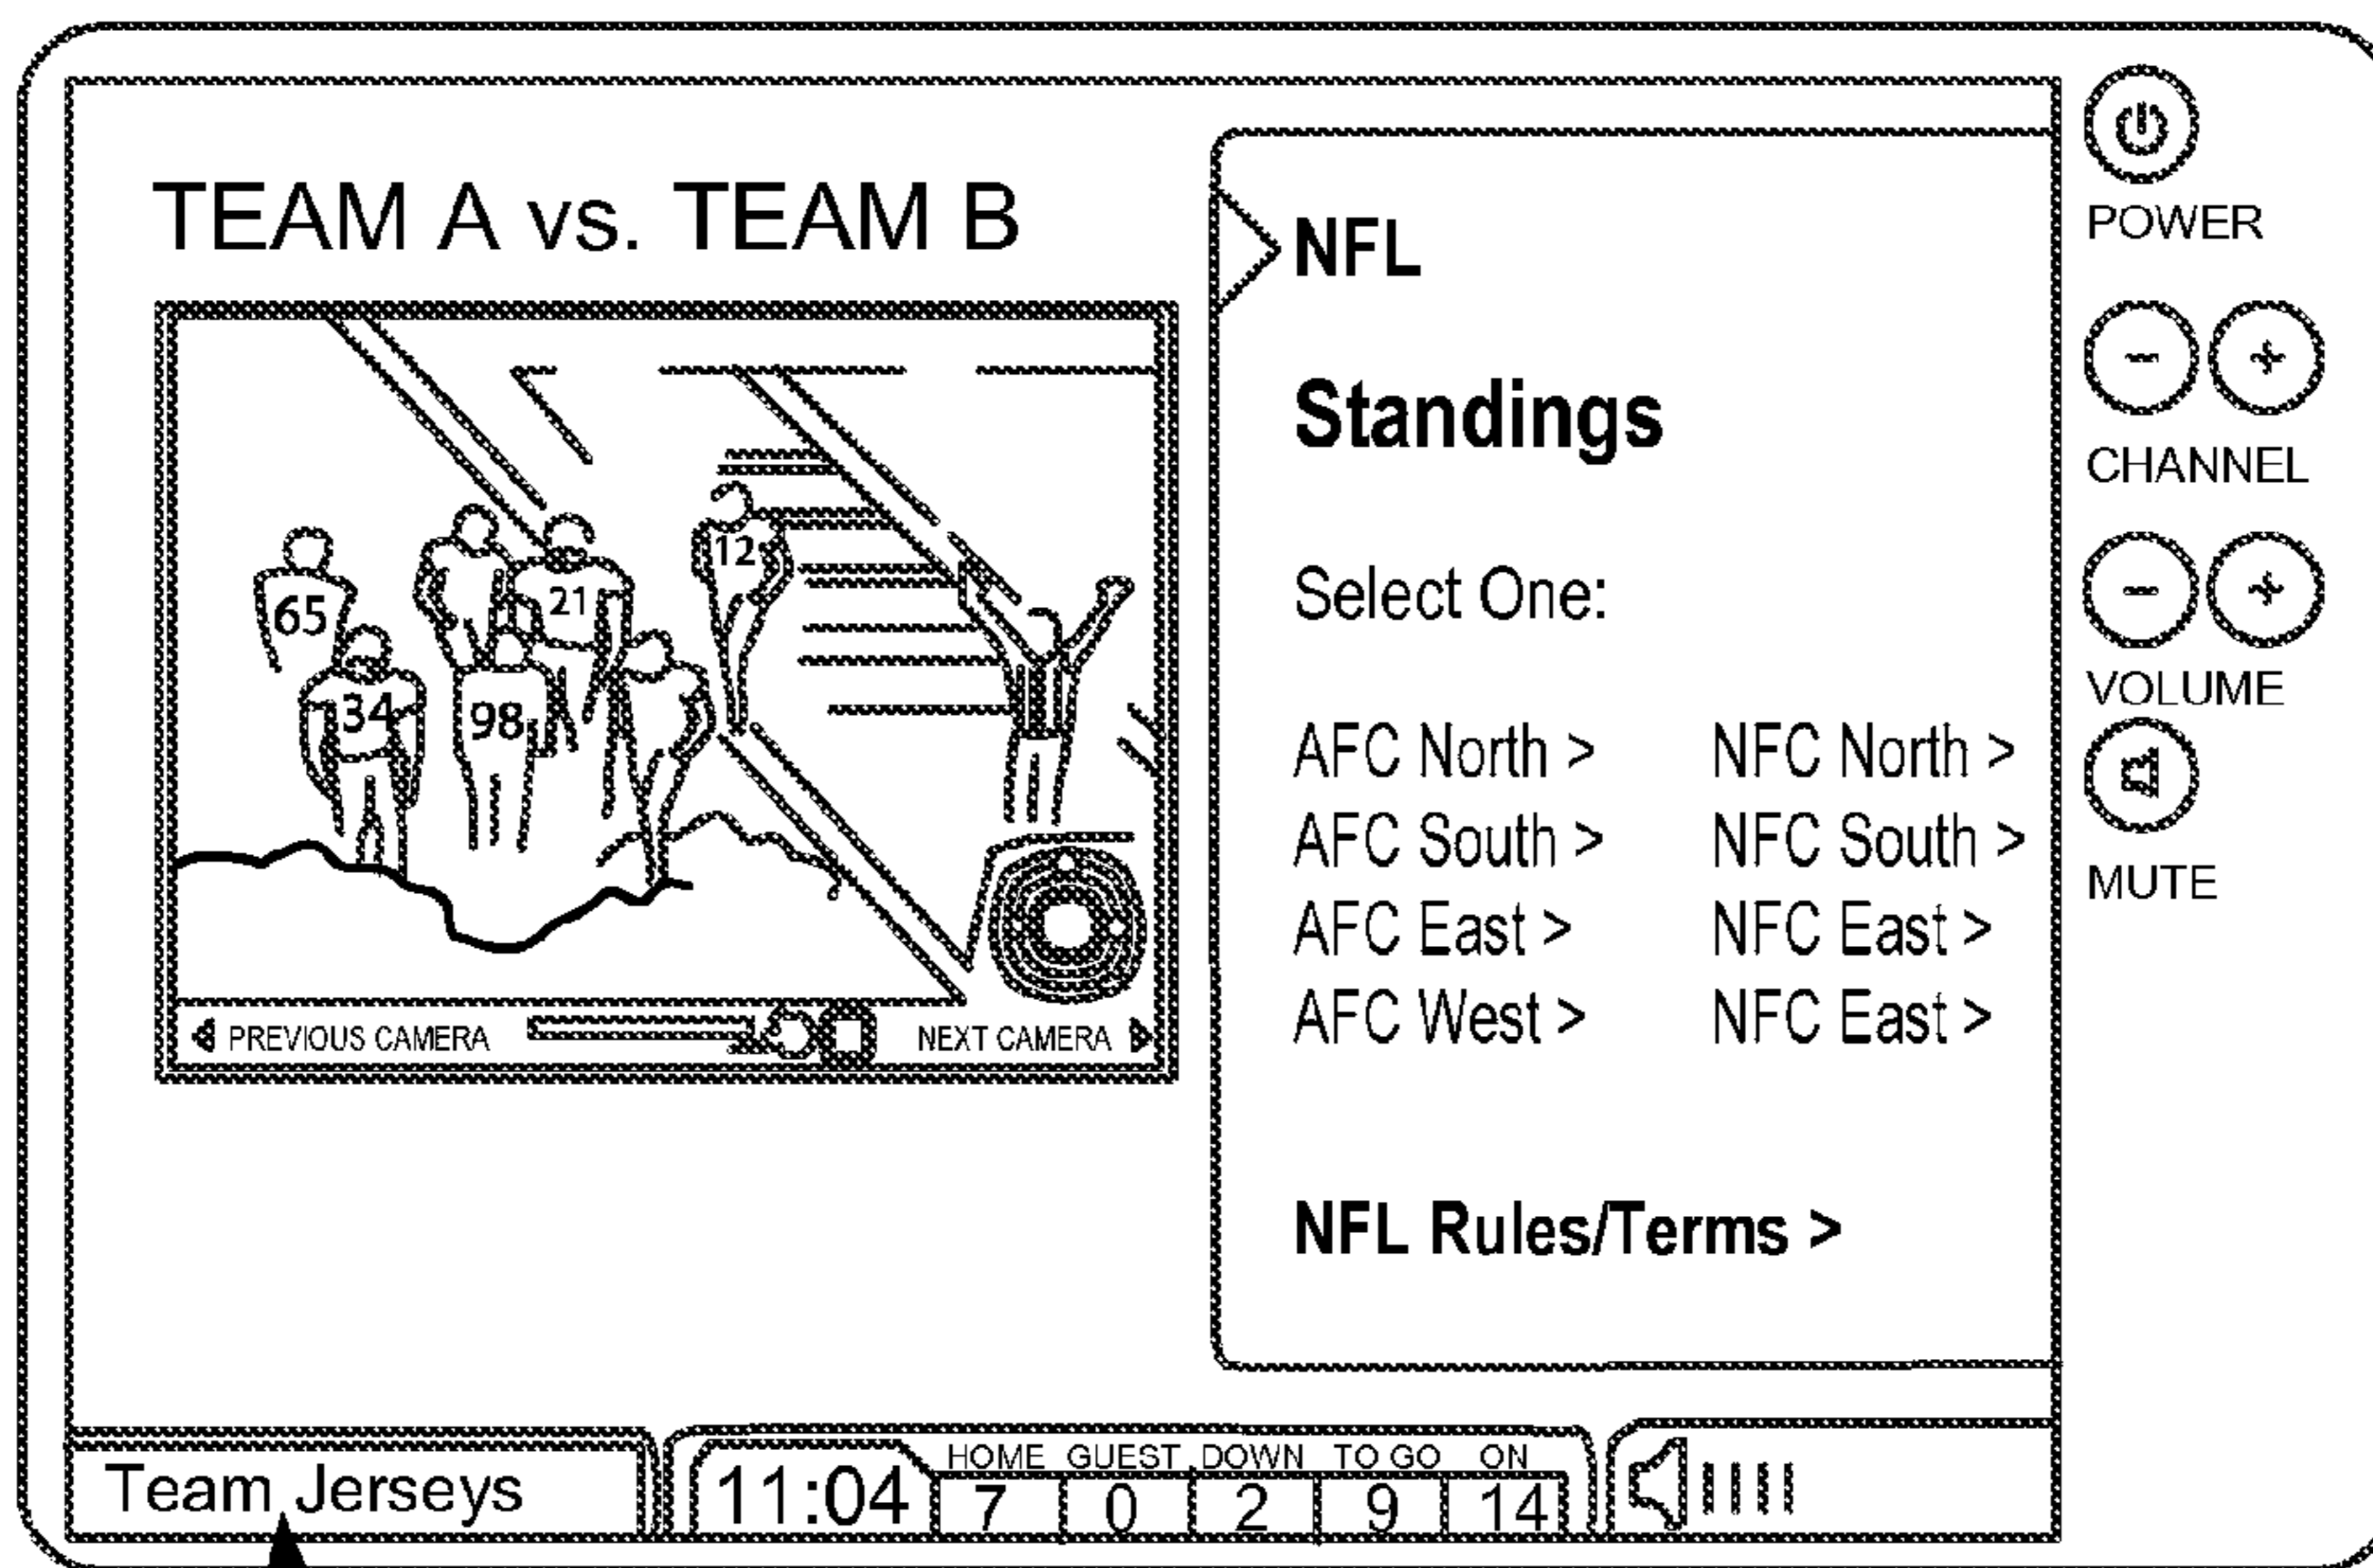 TEAM A vs. TEAM B
65
34
98
21
12
PREVIOUS CAMERA
NEXT CAMERA
NFL
Standings
Select One:
AFC North > NFC North >
AFC South > NFC South >
AFC East > NFC East >
AFC West > NFC East >
NFL Rules/Terms >
POWER
- +
CHANNEL
- +
VOLUME
MUTE
Team Jerseys
HOME GUEST DOWN TO GO ON
11:04 7 0 2 9 14